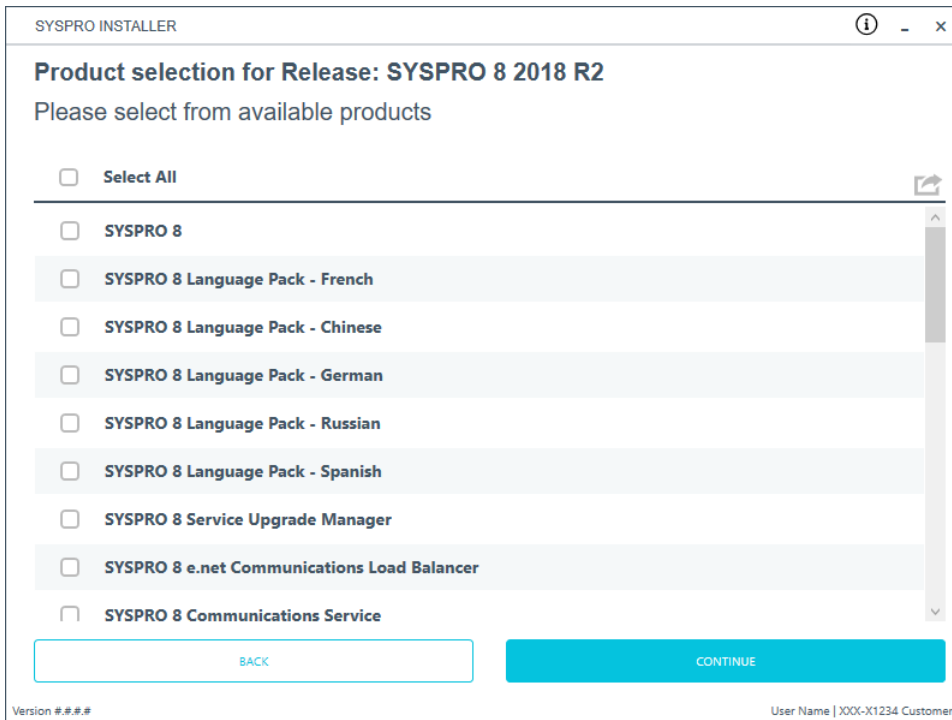 SYSPRO INSTALLER
Product selection for Release: SYSPRO 8 2018 R2
Please select from available products
Select All
SYSPRO 8
SYSPRO 8 Language Pack - French
SYSPRO 8 Language Pack - Chinese
SYSPRO 8 Language Pack - German
SYSPRO 8 Language Pack - Russian
SYSPRO 8 Language Pack - Spanish
SYSPRO 8 Service Upgrade Manager
SYSPRO 8 e.net Communications Load Balancer
SYSPRO 8 Communications Service
BACK CONTINUE
Version #.#.#.# User Name | XXX-X1234 Customer